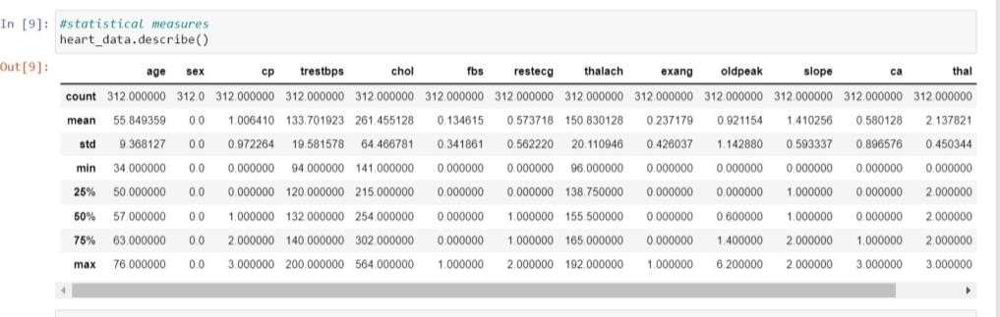 In [9]: #statistical measures
heart_data.describe()
Out[9]:
age sex cp trestbps chol fbs restecg thalach exang oldpeak slope ca thal
count 312.000000 312.0 312.000000 312.000000 312.000000 312.000000 312.000000 312.000000 312.000000 312.000000 312.000000 312.000000 312.000000
mean 55.849359 0.0 1.006410 133.701923 261.455128 0.134615 0.573718 150.830128 0.237179 0.921154 1.410256 0.580128 2.137821
std 9.368127 0.0 0.972264 19.581578 64.466781 0.341861 0.562220 20.110946 0.426037 1.142880 0.593337 0.896576 0.450344
min 34.000000 0.0 0.000000 94.000000 141.000000 0.000000 0.000000 96.000000 0.000000 0.000000 0.000000 0.000000 0.000000
25% 50.000000 0.0 0.000000 120.000000 215.000000 0.000000 0.000000 138.750000 0.000000 0.000000 1.000000 0.000000 2.000000
50% 57.000000 0.0 1.000000 132.000000 254.000000 0.000000 1.000000 155.500000 0.000000 0.600000 1.000000 0.000000 2.000000
75% 63.000000 0.0 2.000000 140.000000 302.000000 0.000000 1.000000 165.000000 0.000000 1.400000 2.000000 1.000000 2.000000
max 76.000000 0.0 3.000000 200.000000 564.000000 1.000000 2.000000 192.000000 1.000000 6.200000 2.000000 3.000000 3.000000